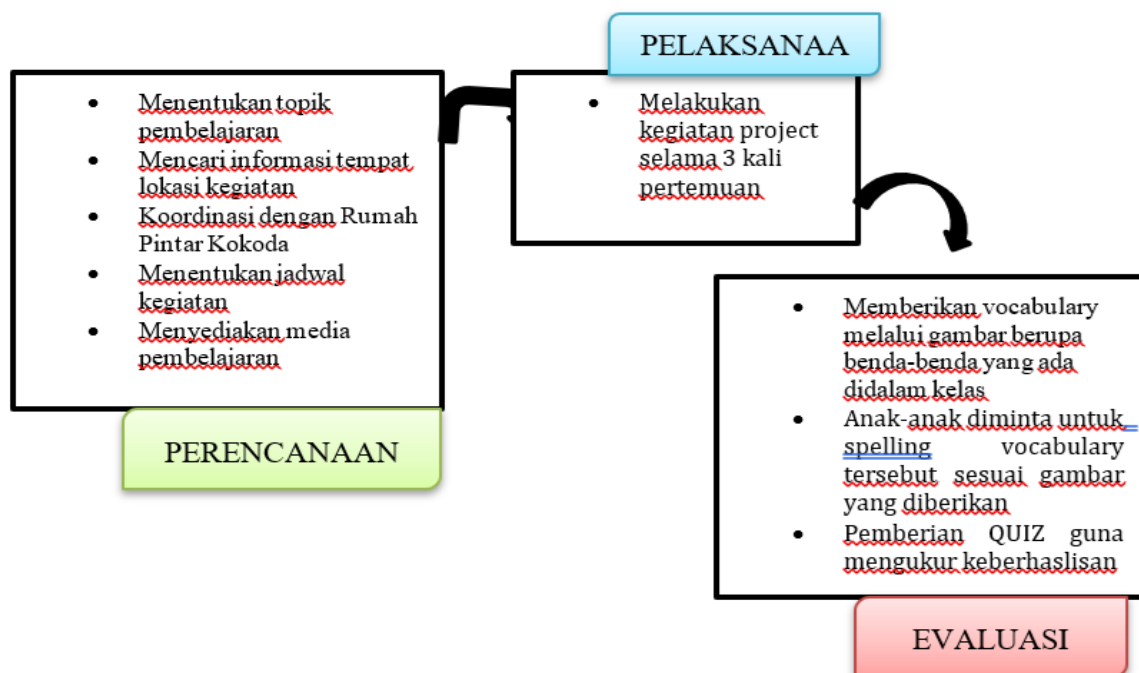 • Menentukan topik
pembelajaran
• Mencari informasi tempat
lokasi kegiatan
• Koordinasi dengan Rumah
Pintar Kokoda
• Menentukan jadwal
kegiatan
• Menyediakan media
pembelajaran
PERENCANAAN
PELAKSANAA
• Melakukan
kegiatan project
selama 3 kali
pertemuan
• Memberikan vocabulary
melalui gambar berupa
benda-benda yang ada
didalam kelas
• Anak-anak diminta untuk
spelling vocabulary
tersebut sesuai gambar
yang diberikan
• Pemberian QUIZ guna
mengukur keberhaslisan
EVALUASI